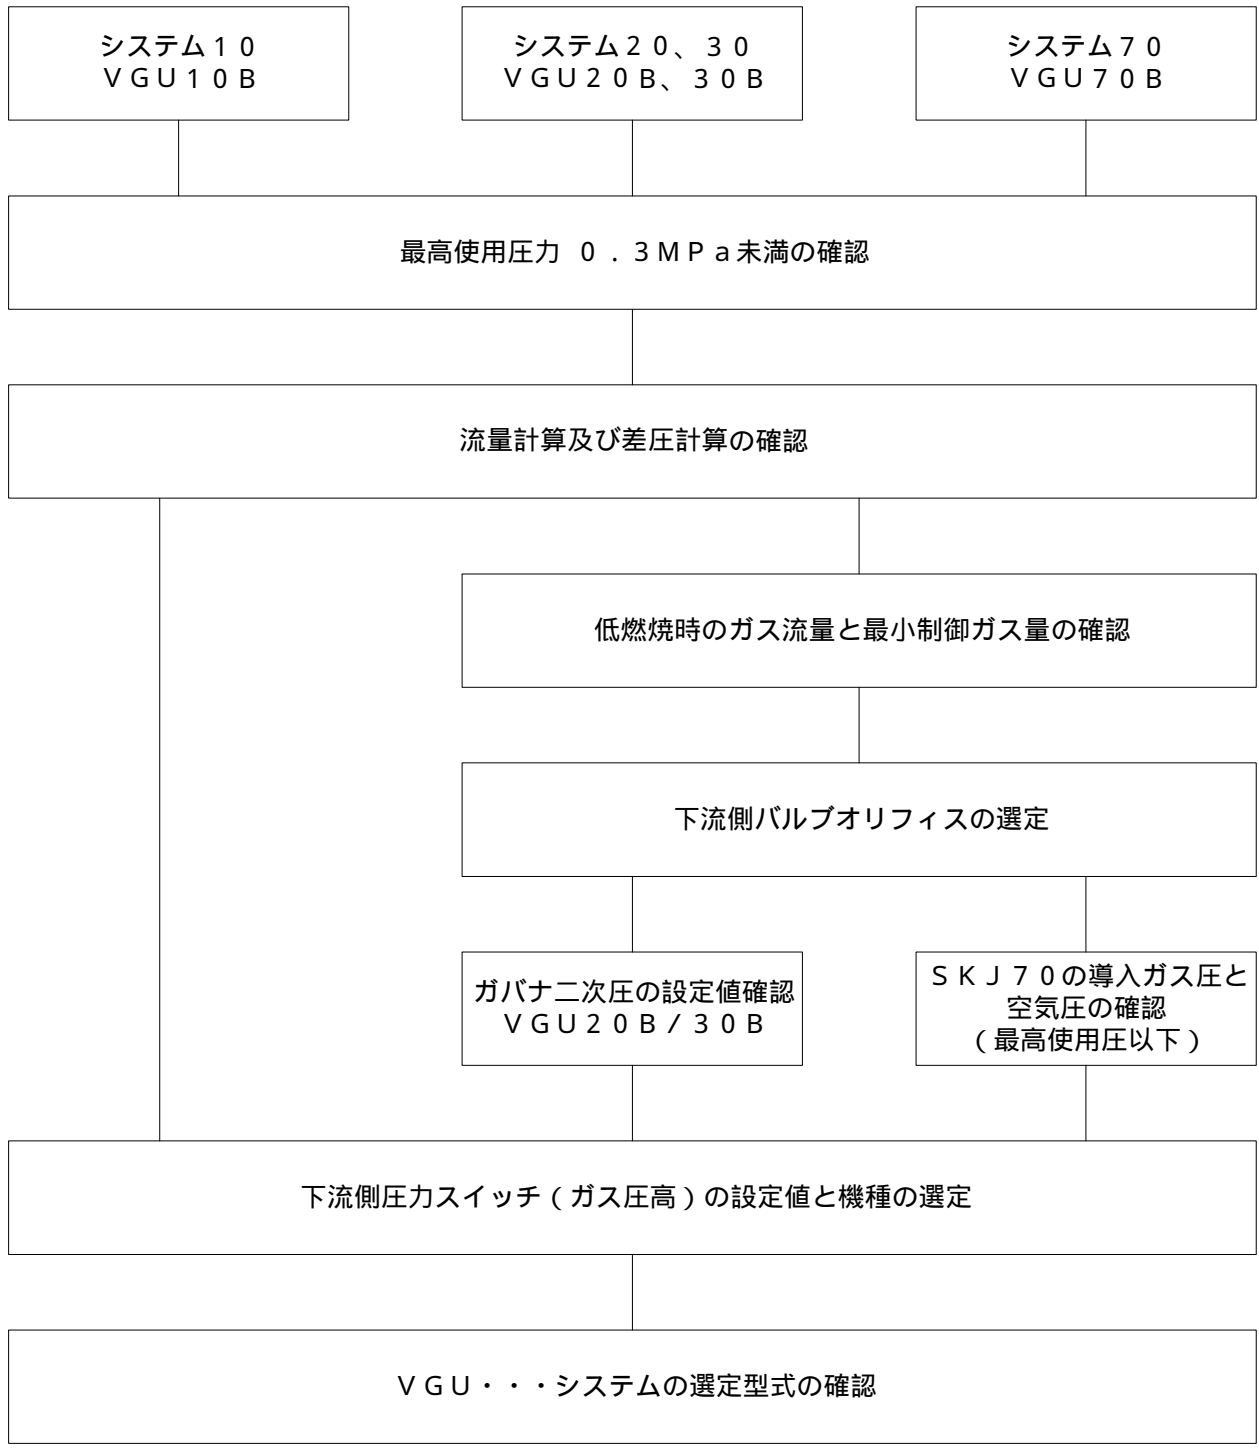 システム１０
ＶＧＵ１０Ｂ
システム２０、３０
ＶＧＵ２０Ｂ、３０Ｂ
システム７０
ＶＧＵ７０Ｂ
最高使用圧力　０．３ＭＰａ未満の確認
流量計算及び差圧計算の確認
低燃焼時のガス流量と最小制御ガス量の確認
下流側バルブオリフィスの選定
ガバナ二次圧の設定値確認
ＶＧＵ２０Ｂ／３０Ｂ
ＳＫＪ７０の導入ガス圧と
空気圧の確認
（最高使用圧以下）
下流側圧力スイッチ（ガス圧高）の設定値と機種の選定
ＶＧＵ・・・システムの選定型式の確認